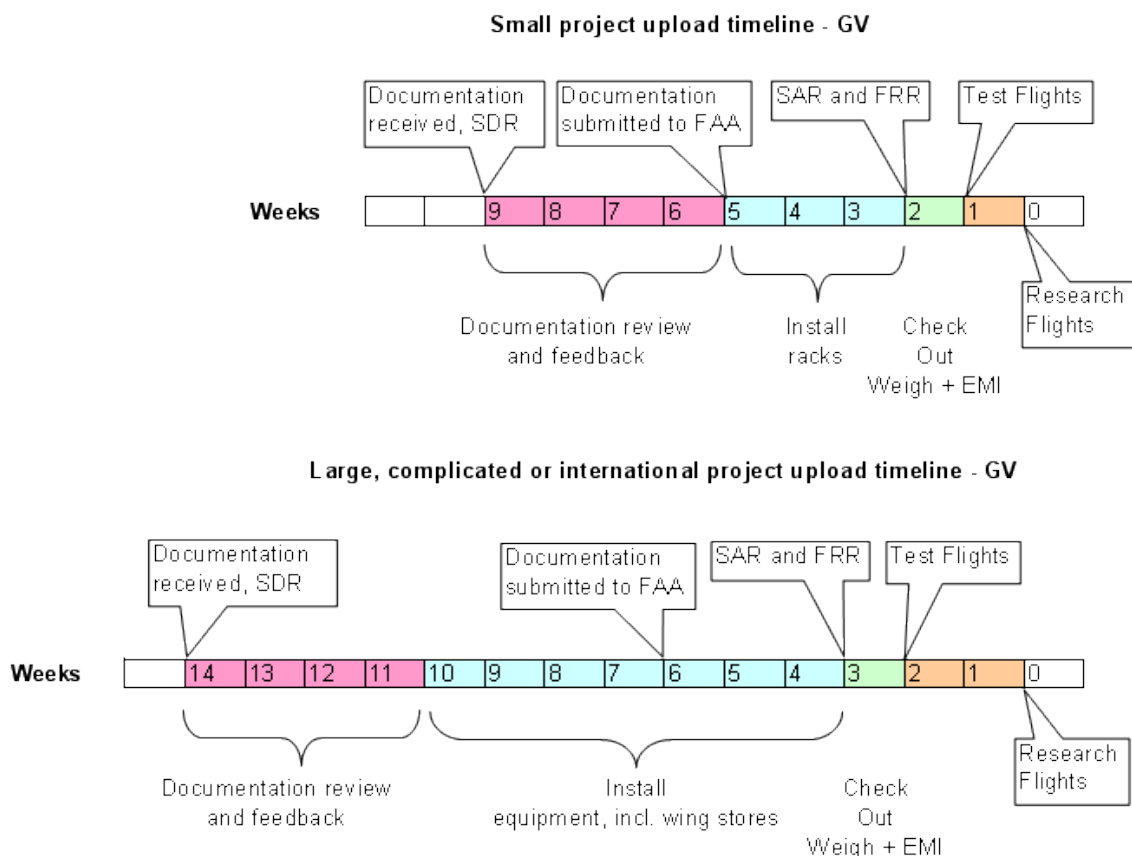 Small project upload timeline - GV
Documentation
received, SDR
Documentation
submitted to FAA
SAR and FRR
Test Flights
Weeks
9 8 7 6 5 4 3 2 1 0
Research
Flights
Documentation review
and feedback
Install
racks
Check
Out
Weigh + EMI
Large, complicated or international project upload timeline - GV
Documentation
received, SDR
Documentation
submitted to FAA
SAR and FRR
Test Flights
Weeks
14 13 12 11 10 9 8 7 6 5 4 3 2 1 0
Research
Flights
Documentation review
and feedback
Install
equipment, incl. wing stores
Check
Out
Weigh + EMI